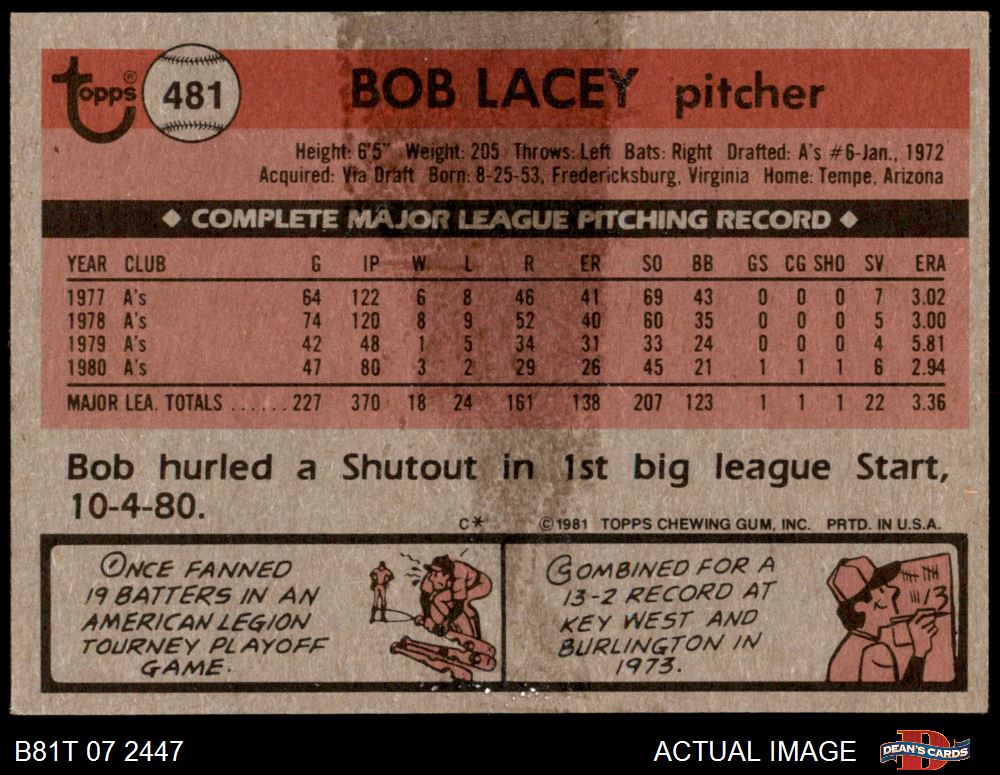 topps®
481
BOB LACEY pitcher
Height: 6'5" Weight: 205 Throws: Left Bats: Right Drafted: A's #6-Jan., 1972
Acquired: Via Draft Born: 8-25-53, Fredericksburg, Virginia Home: Tempe, Arizona
◆ COMPLETE MAJOR LEAGUE PITCHING RECORD ◆
YEAR CLUB G IP W L R ER SO BB GS CG SHO SV ERA
1977 A's 64 122 6 8 46 41 69 43 0 0 0 7 3.02
1978 A's 74 120 8 9 52 40 60 35 0 0 0 5 3.00
1979 A's 42 48 1 5 34 31 33 24 0 0 0 4 5.81
1980 A's 47 80 3 2 29 26 45 21 1 1 1 6 2.94
MAJOR LEA. TOTALS ......227 370 18 24 161 138 207 123 1 1 1 22 3.36
Bob hurled a Shutout in 1st big league Start,
10-4-80.
C* ©1981 TOPPS CHEWING GUM, INC. PRTD. IN U.S.A.
ONCE FANNED
19 BATTERS IN AN
AMERICAN LEGION
TOURNEY PLAYOFF
GAME.
COMBINED FOR A
13-2 RECORD AT
KEY WEST AND
BURLINGTON IN
1973.
13
B81T 07 2447
ACTUAL IMAGE
DEAN'S CARDS